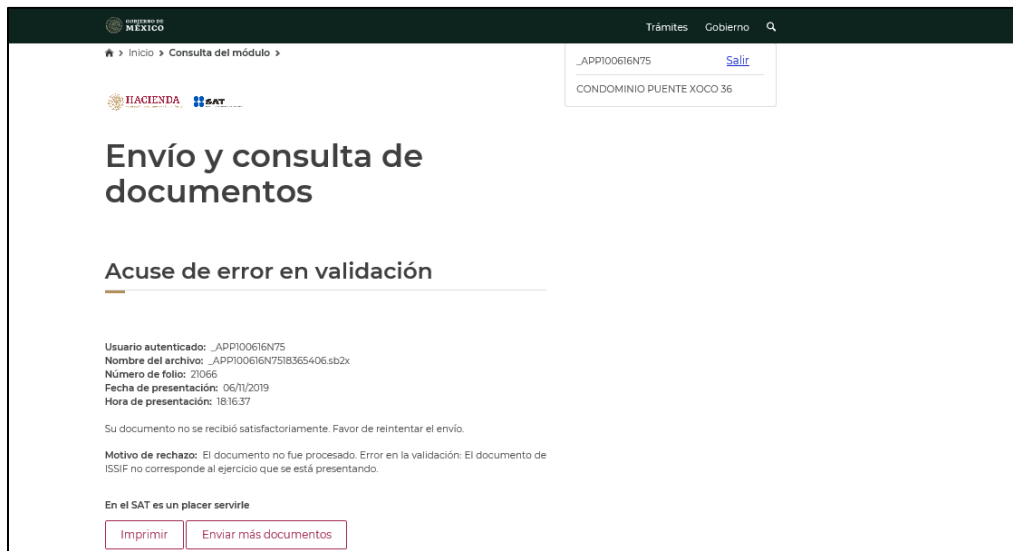 GOBIERNO DE
MÉXICO
Trámites Gobierno
Inicio > Consulta del módulo >
_APP100616N75 Salir
CONDOMINIO PUENTE XOCO 36
HACIENDA SAT
Envío y consulta de
documentos
Acuse de error en validación
Usuario autenticado: _APP100616N75
Nombre del archivo: _APP100616N7518365406.sb2x
Número de folio: 21066
Fecha de presentación: 06/11/2019
Hora de presentación: 18:16:37
Su documento no se recibió satisfactoriamente. Favor de reintentar el envío.
Motivo de rechazo: El documento no fue procesado. Error en la validación: El documento de
ISSIF no corresponde al ejercicio que se está presentando.
En el SAT es un placer servirle
Imprimir Enviar más documentos